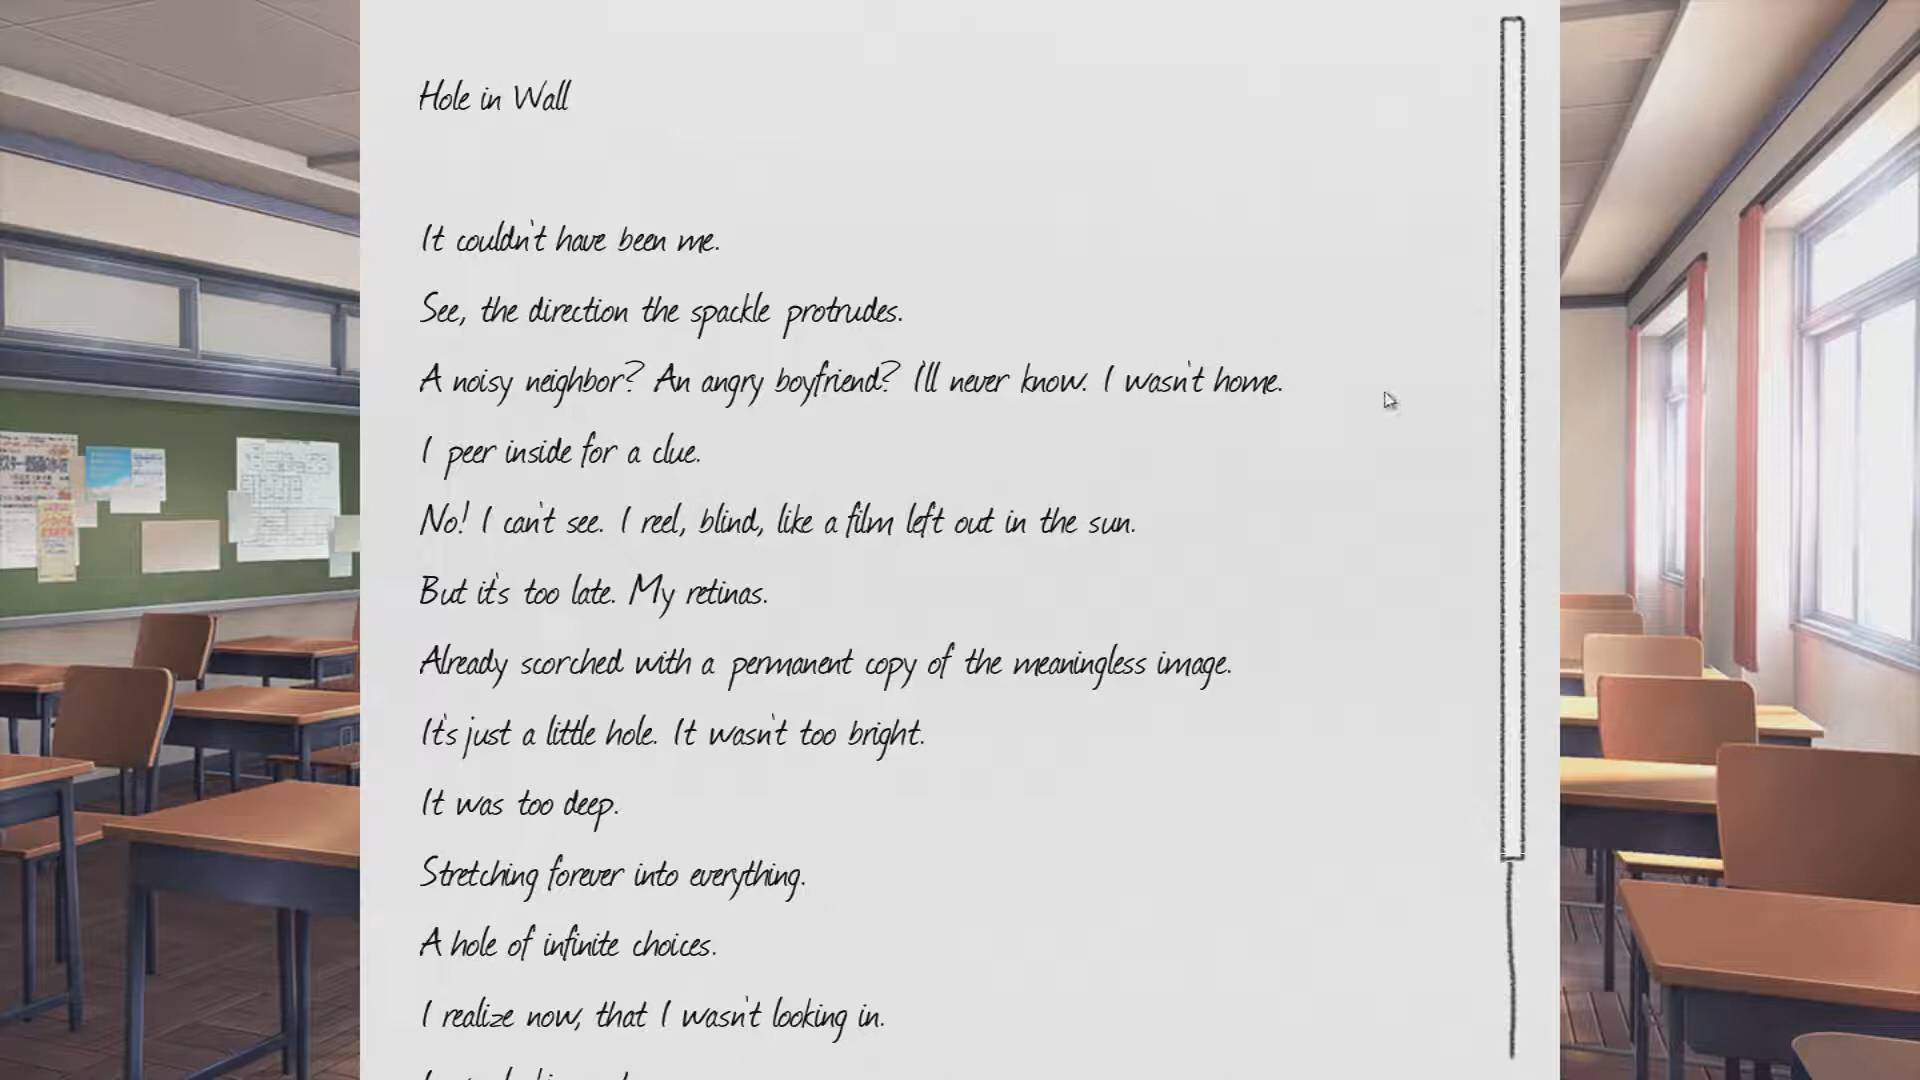 Hole in Wall
It couldn't have been me.
See, the direction the spackle protrudes.
A noisy neighbor? An angry boyfriend? I'll never know. I wasn't home.
I peer inside for a clue.
No! I can't see. I reel, blind, like a film left out in the sun.
But it's too late. My retinas.
Already scorched with a permanent copy of the meaningless image.
It's just a little hole. It wasn't too bright.
It was too deep.
Stretching forever into everything.
A hole of infinite choices.
I realize now, that I wasn't looking in.